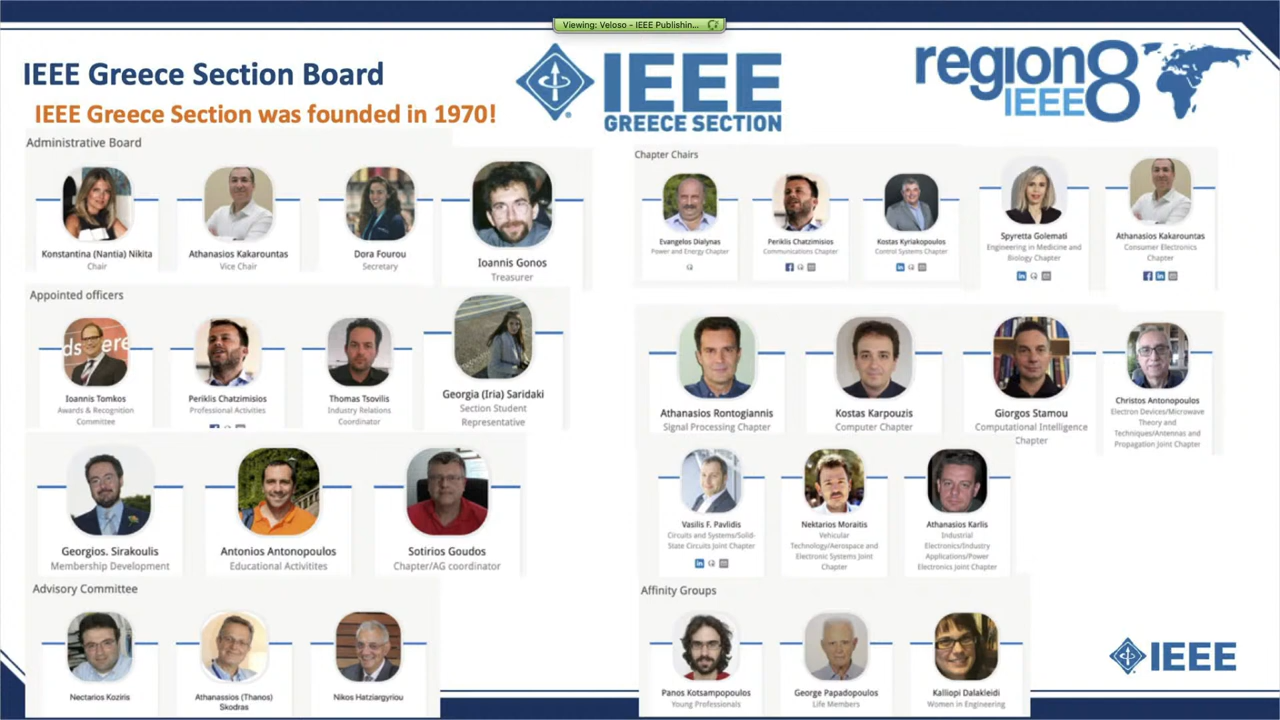 Viewing: Veloso - IEEE Publishin...
IEEE Greece Section Board
IEEE Greece Section was founded in 1970!
IEEE
GREECE SECTION
region8
IEEE
Administrative Board
Konstantina (Nantia) Nikita
Chair
Athanasios Kakarountas
Vice Chair
Dora Fourou
Secretary
Ioannis Gonos
Treasurer
Appointed officers
Ioannis Tomkos
Awards & Recognition
Committee
Periklis Chatzimisios
Professional Activities
Thomas Tsovilis
Industry Relations
Coordinator
Georgia (Iria) Saridaki
Section Student
Representative
Georgios. Sirakoulis
Membership Development
Antonios Antonopoulos
Educational Activitites
Sotirios Goudos
Chapter/AG coordinator
Advisory Committee
Nectarios Koziris
Athanassios (Thanos)
Skodras
Nikos Hatziargyriou
Chapter Chairs
Evangelos Dialynas
Power and Energy Chapter
Periklis Chatzimisios
Communications Chapter
Kostas Kyriakopoulos
Control Systems Chapter
Spyretta Golemati
Engineering in Medicine and
Biology Chapter
Athanasios Kakarountas
Consumer Electronics
Chapter
Athanasios Rontogiannis
Signal Processing Chapter
Kostas Karpouzis
Computer Chapter
Giorgos Stamou
Computational Intelligence
Chapter
Christos Antonopoulos
Electron Devices/Microwave
Theory and
Techniques/Antennas and
Propagation Joint Chapter
Vasilis F. Pavlidis
Circuits and Systems/Solid-
State Circuits Joint Chapter
Nektarios Moraitis
Vehicular
Technology/Aerospace and
Electronic Systems Joint
Chapter
Athanasios Karlis
Industrial
Electronics/Industry
Applications/Power
Electronics Joint Chapter
Affinity Groups
Panos Kotsampopoulos
Young Professionals
George Papadopoulos
Life Members
Kalliopi Dalakleidi
Women in Engineering
IEEE